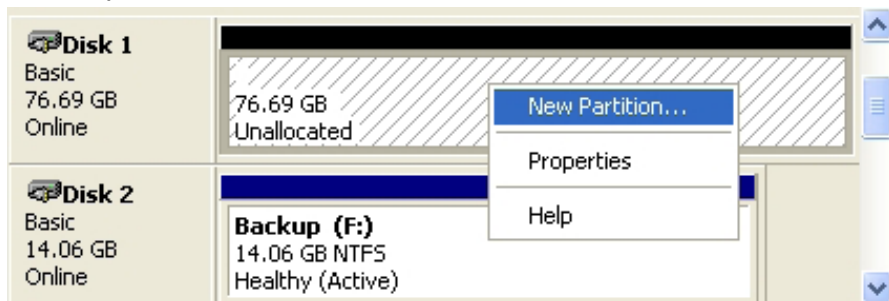 Disk 1
Basic
76.69 GB
Online
76.69 GB
Unallocated
New Partition...
Properties
Help
Disk 2
Basic
14.06 GB
Online
Backup (F:)
14.06 GB NTFS
Healthy (Active)